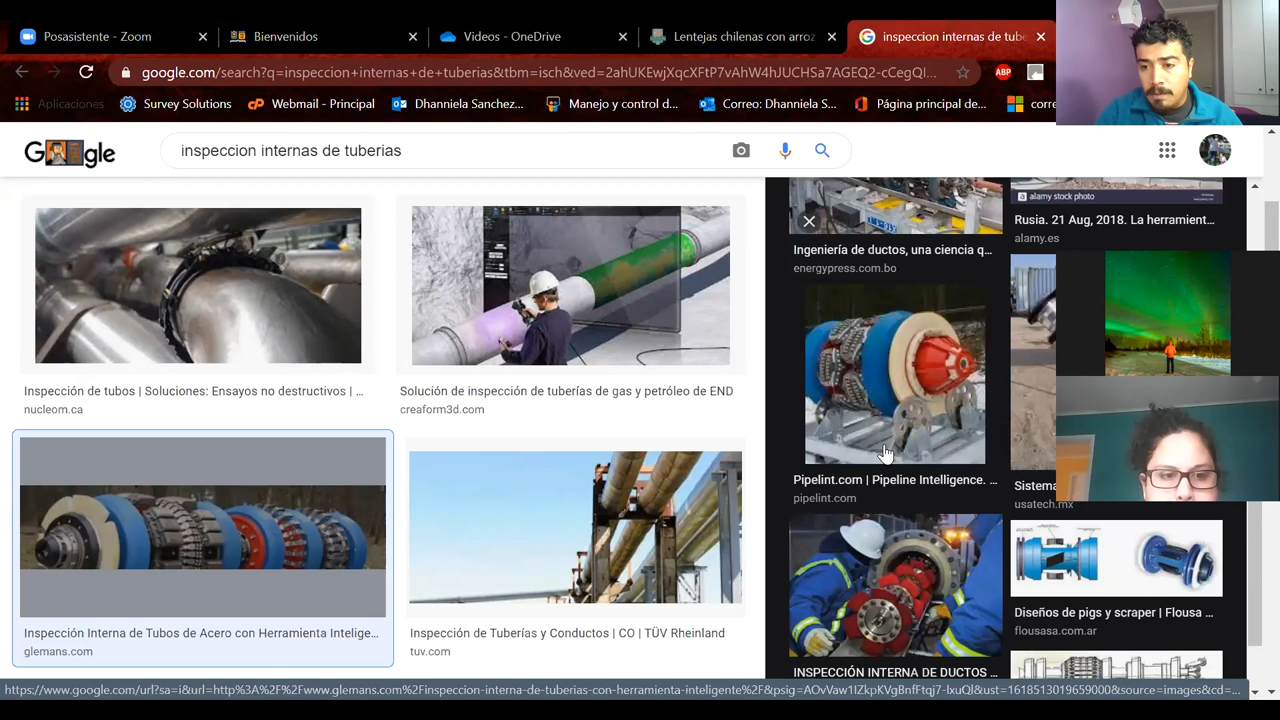 Posasistente - Zoom
Bienvenidos
Videos - OneDrive
Lentejas chilenas con arroz
inspeccion internas de tube
google.com/search?q=inspeccion+internas+de+tuberias&tbm=isch&ved=2ahUKEwjXqcXFtP7vAhW4hJUCHSa7AGEQ2-cCegQI...
ABP
Aplicaciones
Survey Solutions
Webmail - Principal
Dhanniela Sanchez...
Manejo y control d...
Correo: Dhanniela S...
Página principal de...
corre
Google
inspeccion internas de tuberias
alamy stock photo
Rusia. 21 Aug, 2018. La herramient...
alamy.es
Ingeniería de ductos, una ciencia q...
energypress.com.bo
Inspección de tubos | Soluciones: Ensayos no destructivos | ...
nucleom.ca
Solución de inspección de tuberías de gas y petróleo de END
creaform3d.com
Pipelint.com | Pipeline Intelligence. ...
pipelint.com
Sistema
usatech.mx
Inspección Interna de Tubos de Acero con Herramienta Intelige...
glemans.com
Inspección de Tuberías y Conductos | CO | TÜV Rheinland
tuv.com
Diseños de pigs y scraper | Flousa ...
flousasa.com.ar
INSPECCIÓN INTERNA DE DUCTOS ...
https://www.google.com/url?sa=i&url=http%3A%2F%2Fwww.glemans.com%2Finspeccion-interna-de-tuberias-con-herramienta-inteligente%2F&psig=AOvVaw1IZkpKVgBnfFtqj7-lxuQl&ust=1618513019659000&source=images&cd=...